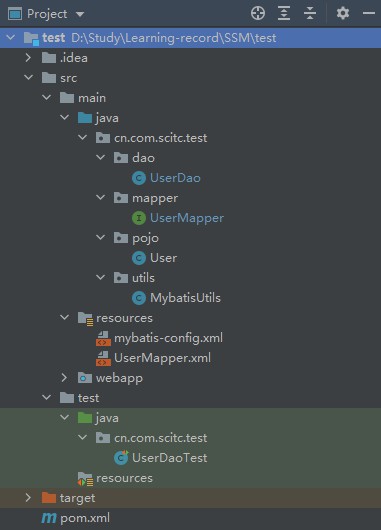 Project
test D:\Study\Learning-record\SSM\test
.idea
src
main
java
cn.com.scitc.test
dao
UserDao
mapper
UserMapper
pojo
User
utils
MybatisUtils
resources
mybatis-config.xml
UserMapper.xml
webapp
test
java
cn.com.scitc.test
UserDaoTest
resources
target
pom.xml